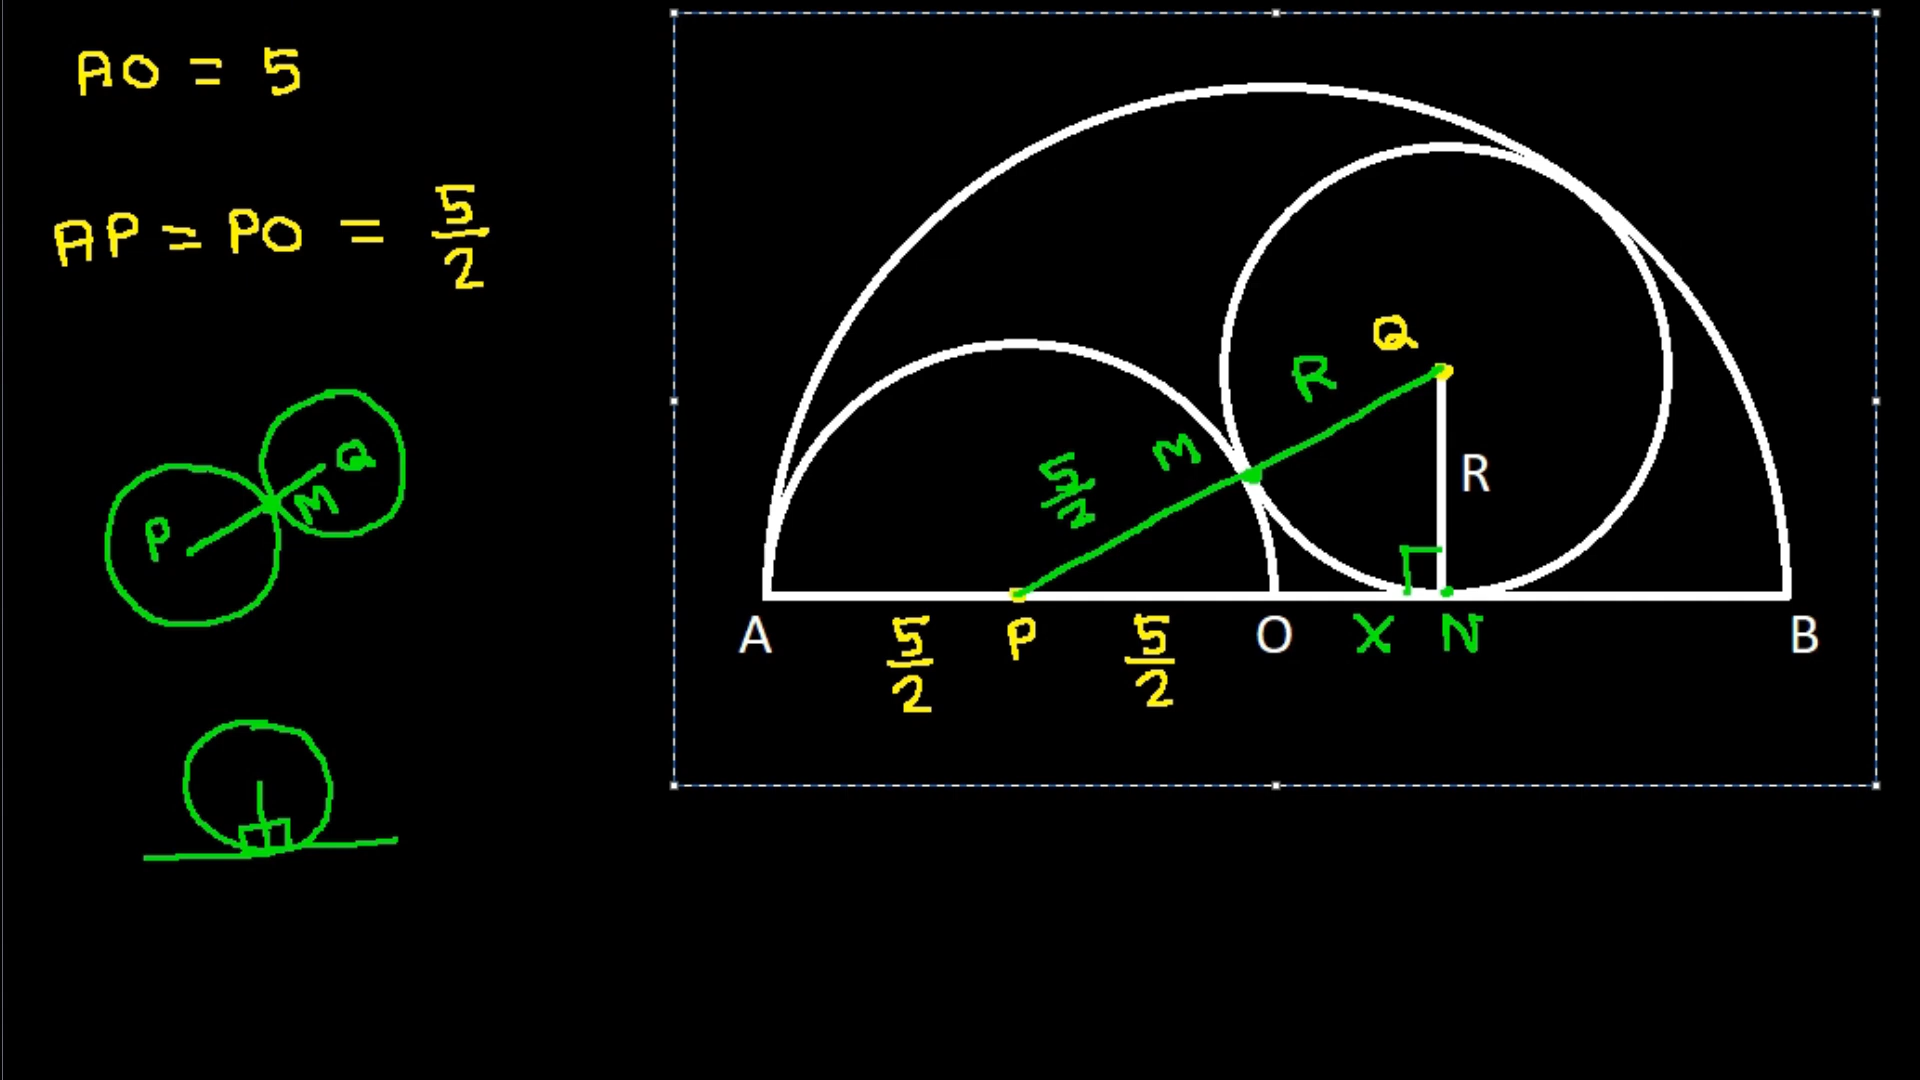 AO = 5
AP = PO = 5/2
P M Q
Q
R
M
5/2
R
A 5/2 P 5/2 O X N B